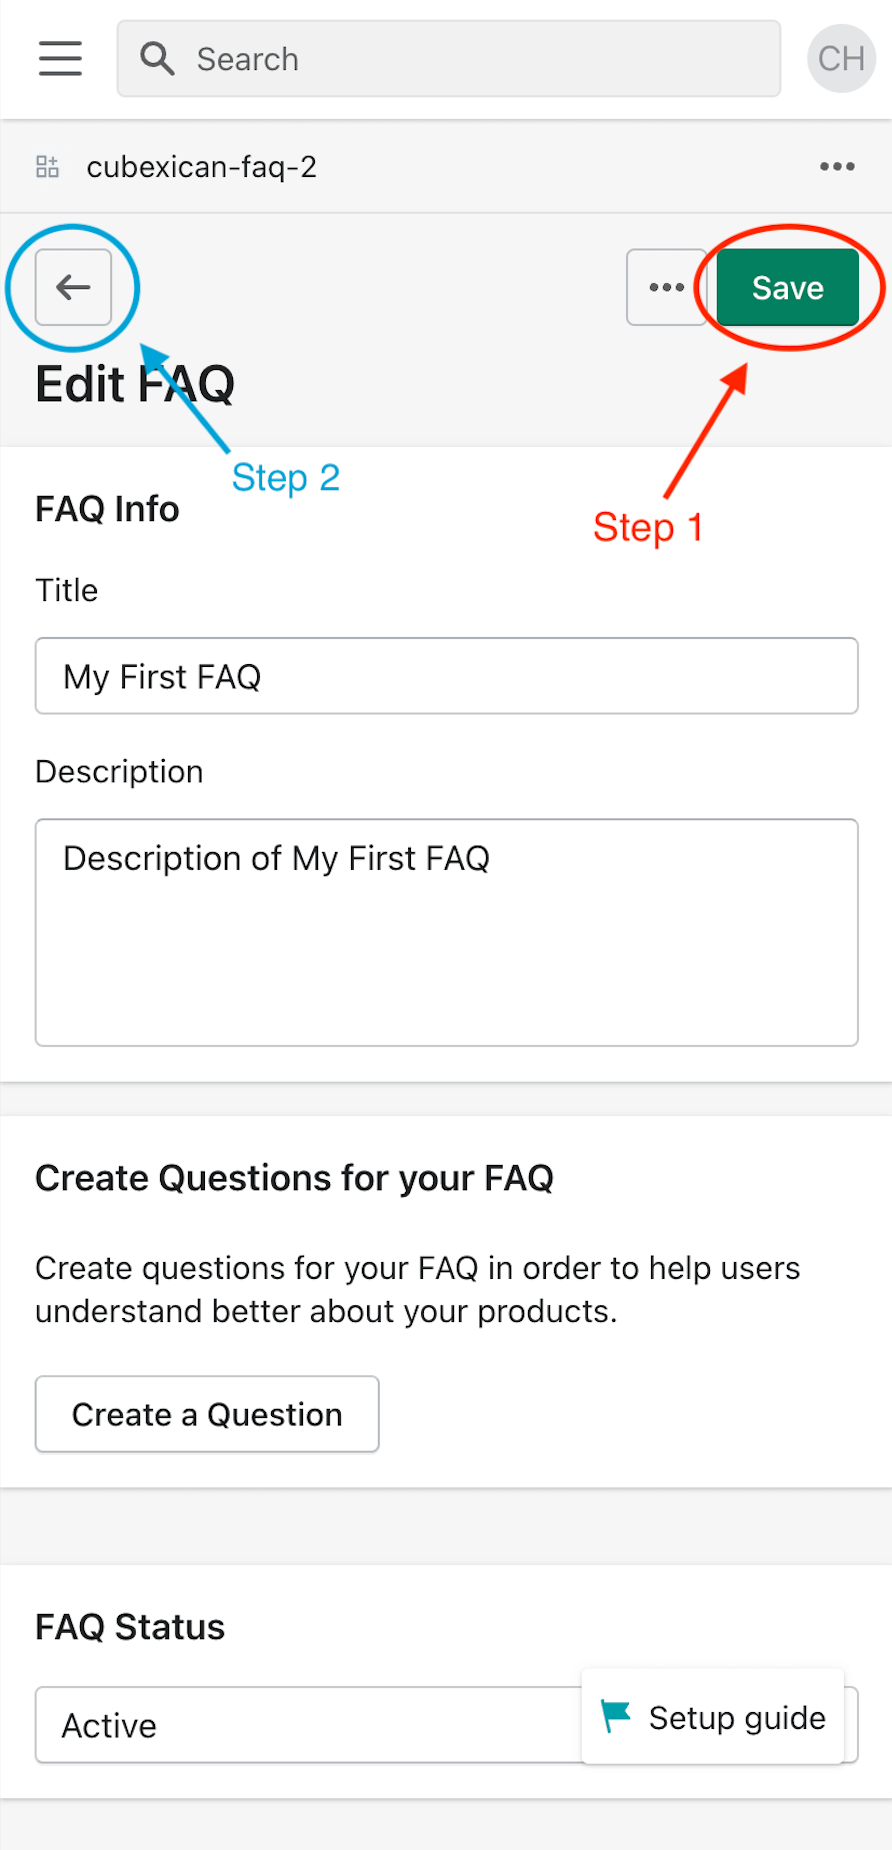 Search
CH
cubexican-faq-2
Save
Edit FAQ
Step 2
Step 1
FAQ Info
Title
My First FAQ
Description
Description of My First FAQ
Create Questions for your FAQ
Create questions for your FAQ in order to help users
understand better about your products.
Create a Question
FAQ Status
Active
Setup guide